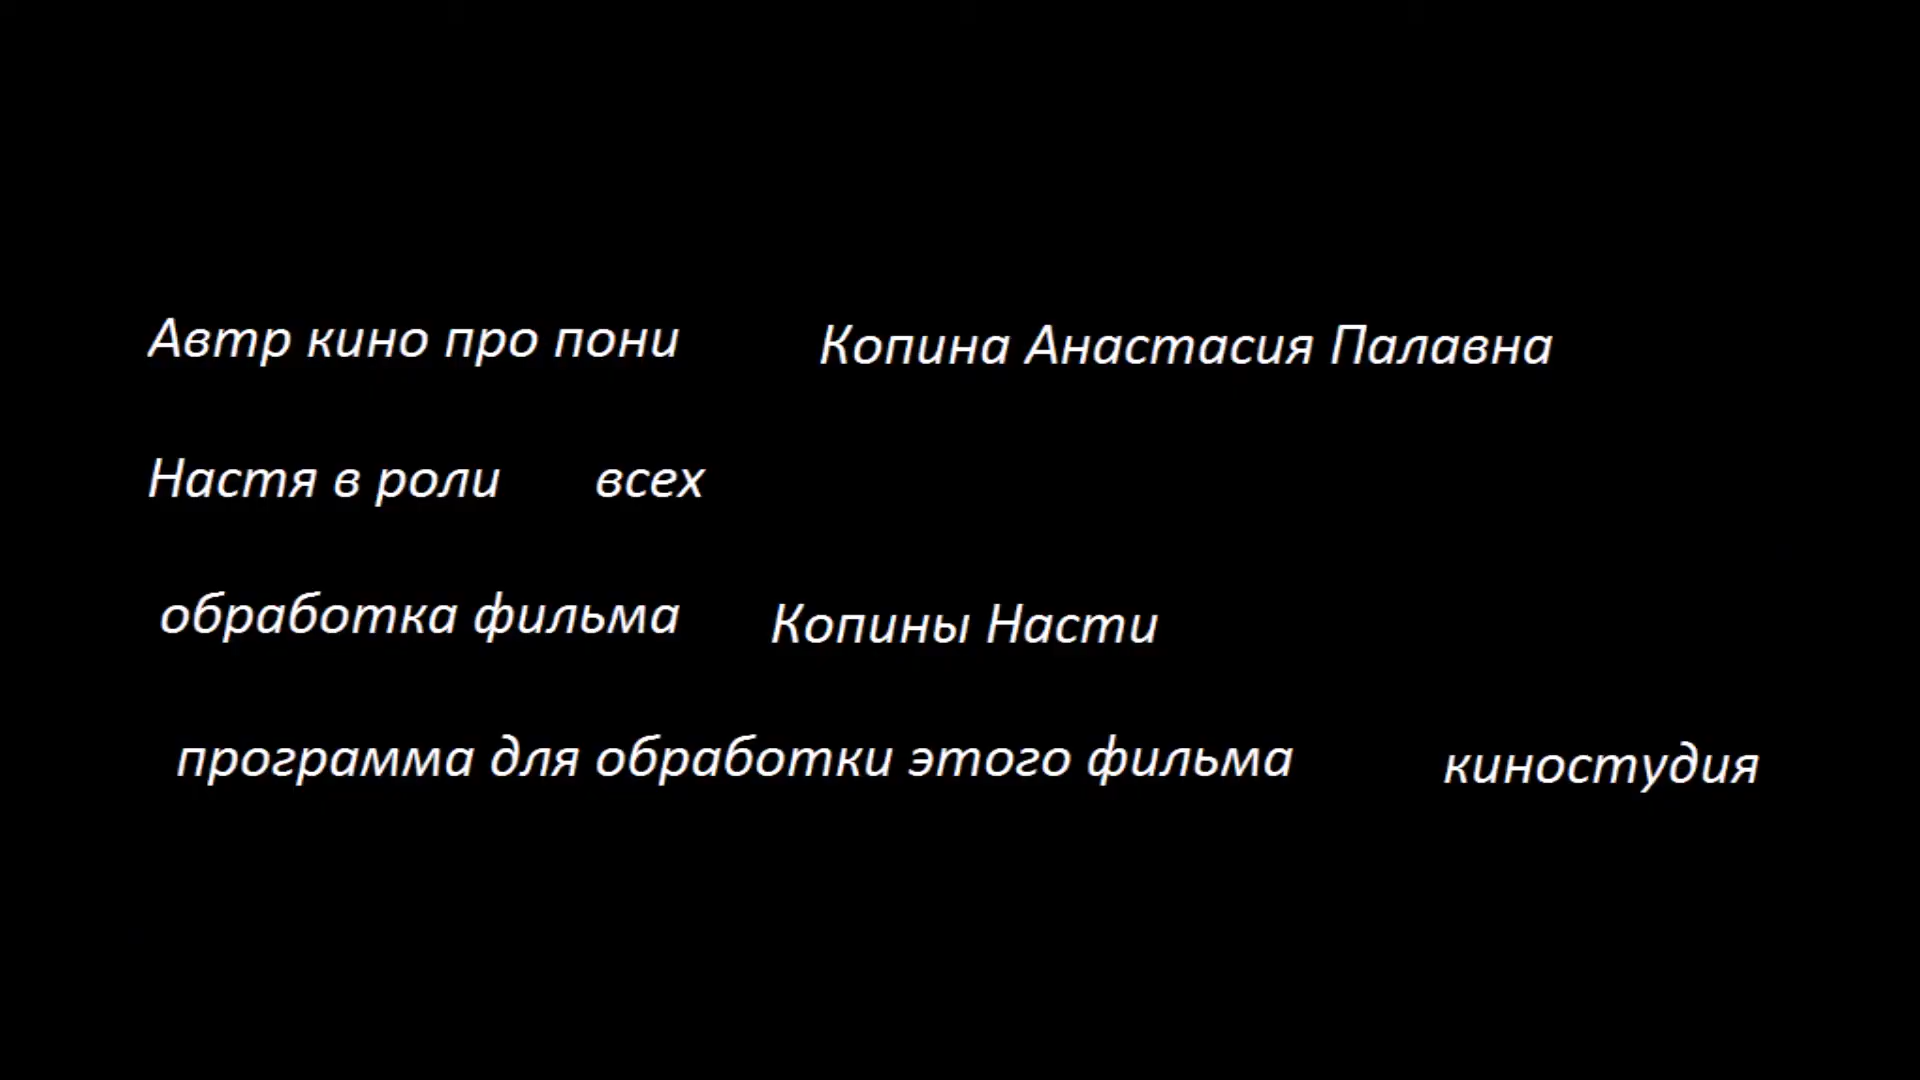 Автр кино про пони Копина Анастасия Палавна
Настя в роли всех
обработка фильма Копины Насти
программа для обработки этого фильма киностудия